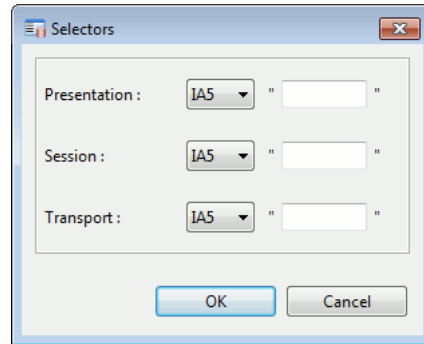 Selectors
Presentation : IA5 " "
Session : IA5 " "
Transport : IA5 " "
OK Cancel